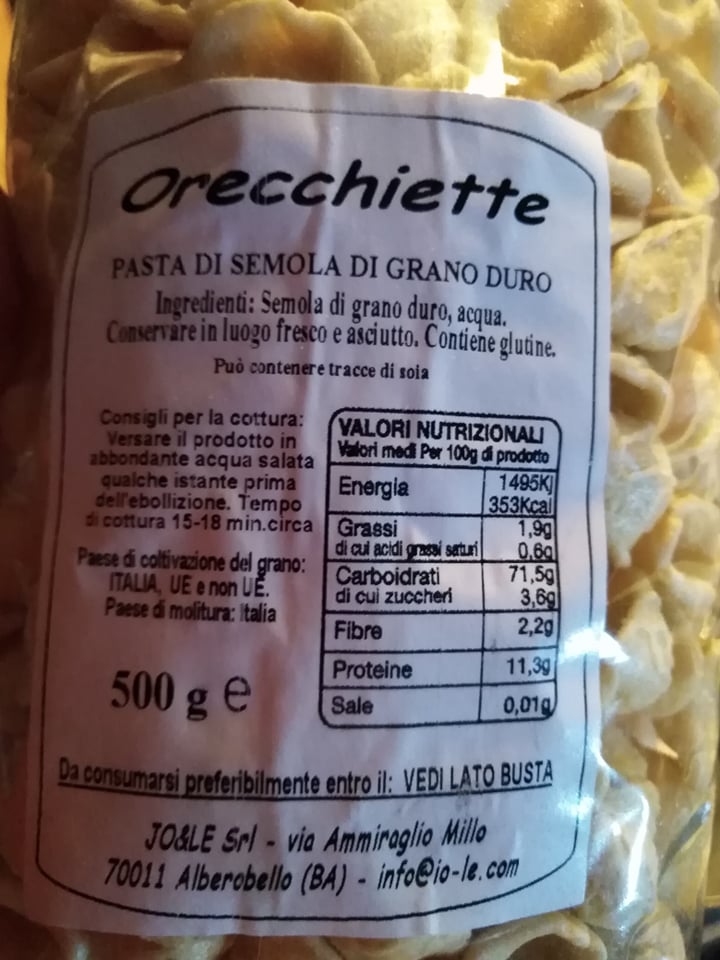 Orecchiette
PASTA DI SEMOLA DI GRANO DURO
Ingredienti: Semola di grano duro, acqua.
Conservare in luogo fresco e asciutto. Contiene glutine.
Può contenere tracce di soia
Consigli per la cottura:
Versare il prodotto in
abbondante acqua salata
qualche istante prima
dell'ebollizione. Tempo
di cottura 15-18 min.circa
Paese di coltivazione del grano:
ITALIA, UE e non UE.
Paese di molitura: Italia
500 g e
VALORI NUTRIZIONALI
Valori medi Per 100g di prodotto
Energia 1495Kj
353Kcal
Grassi 1,9g
di cui acidi grassi saturi 0,6g
Carboidrati 71,5g
di cui zuccheri 3,6g
Fibre 2,2g
Proteine 11,3g
Sale 0,01g
Da consumarsi preferibilmente entro il: VEDI LATO BUSTA
JO&LE Srl - via Ammiraglio Millo
70011 Alberobello (BA) - info@io-le.com